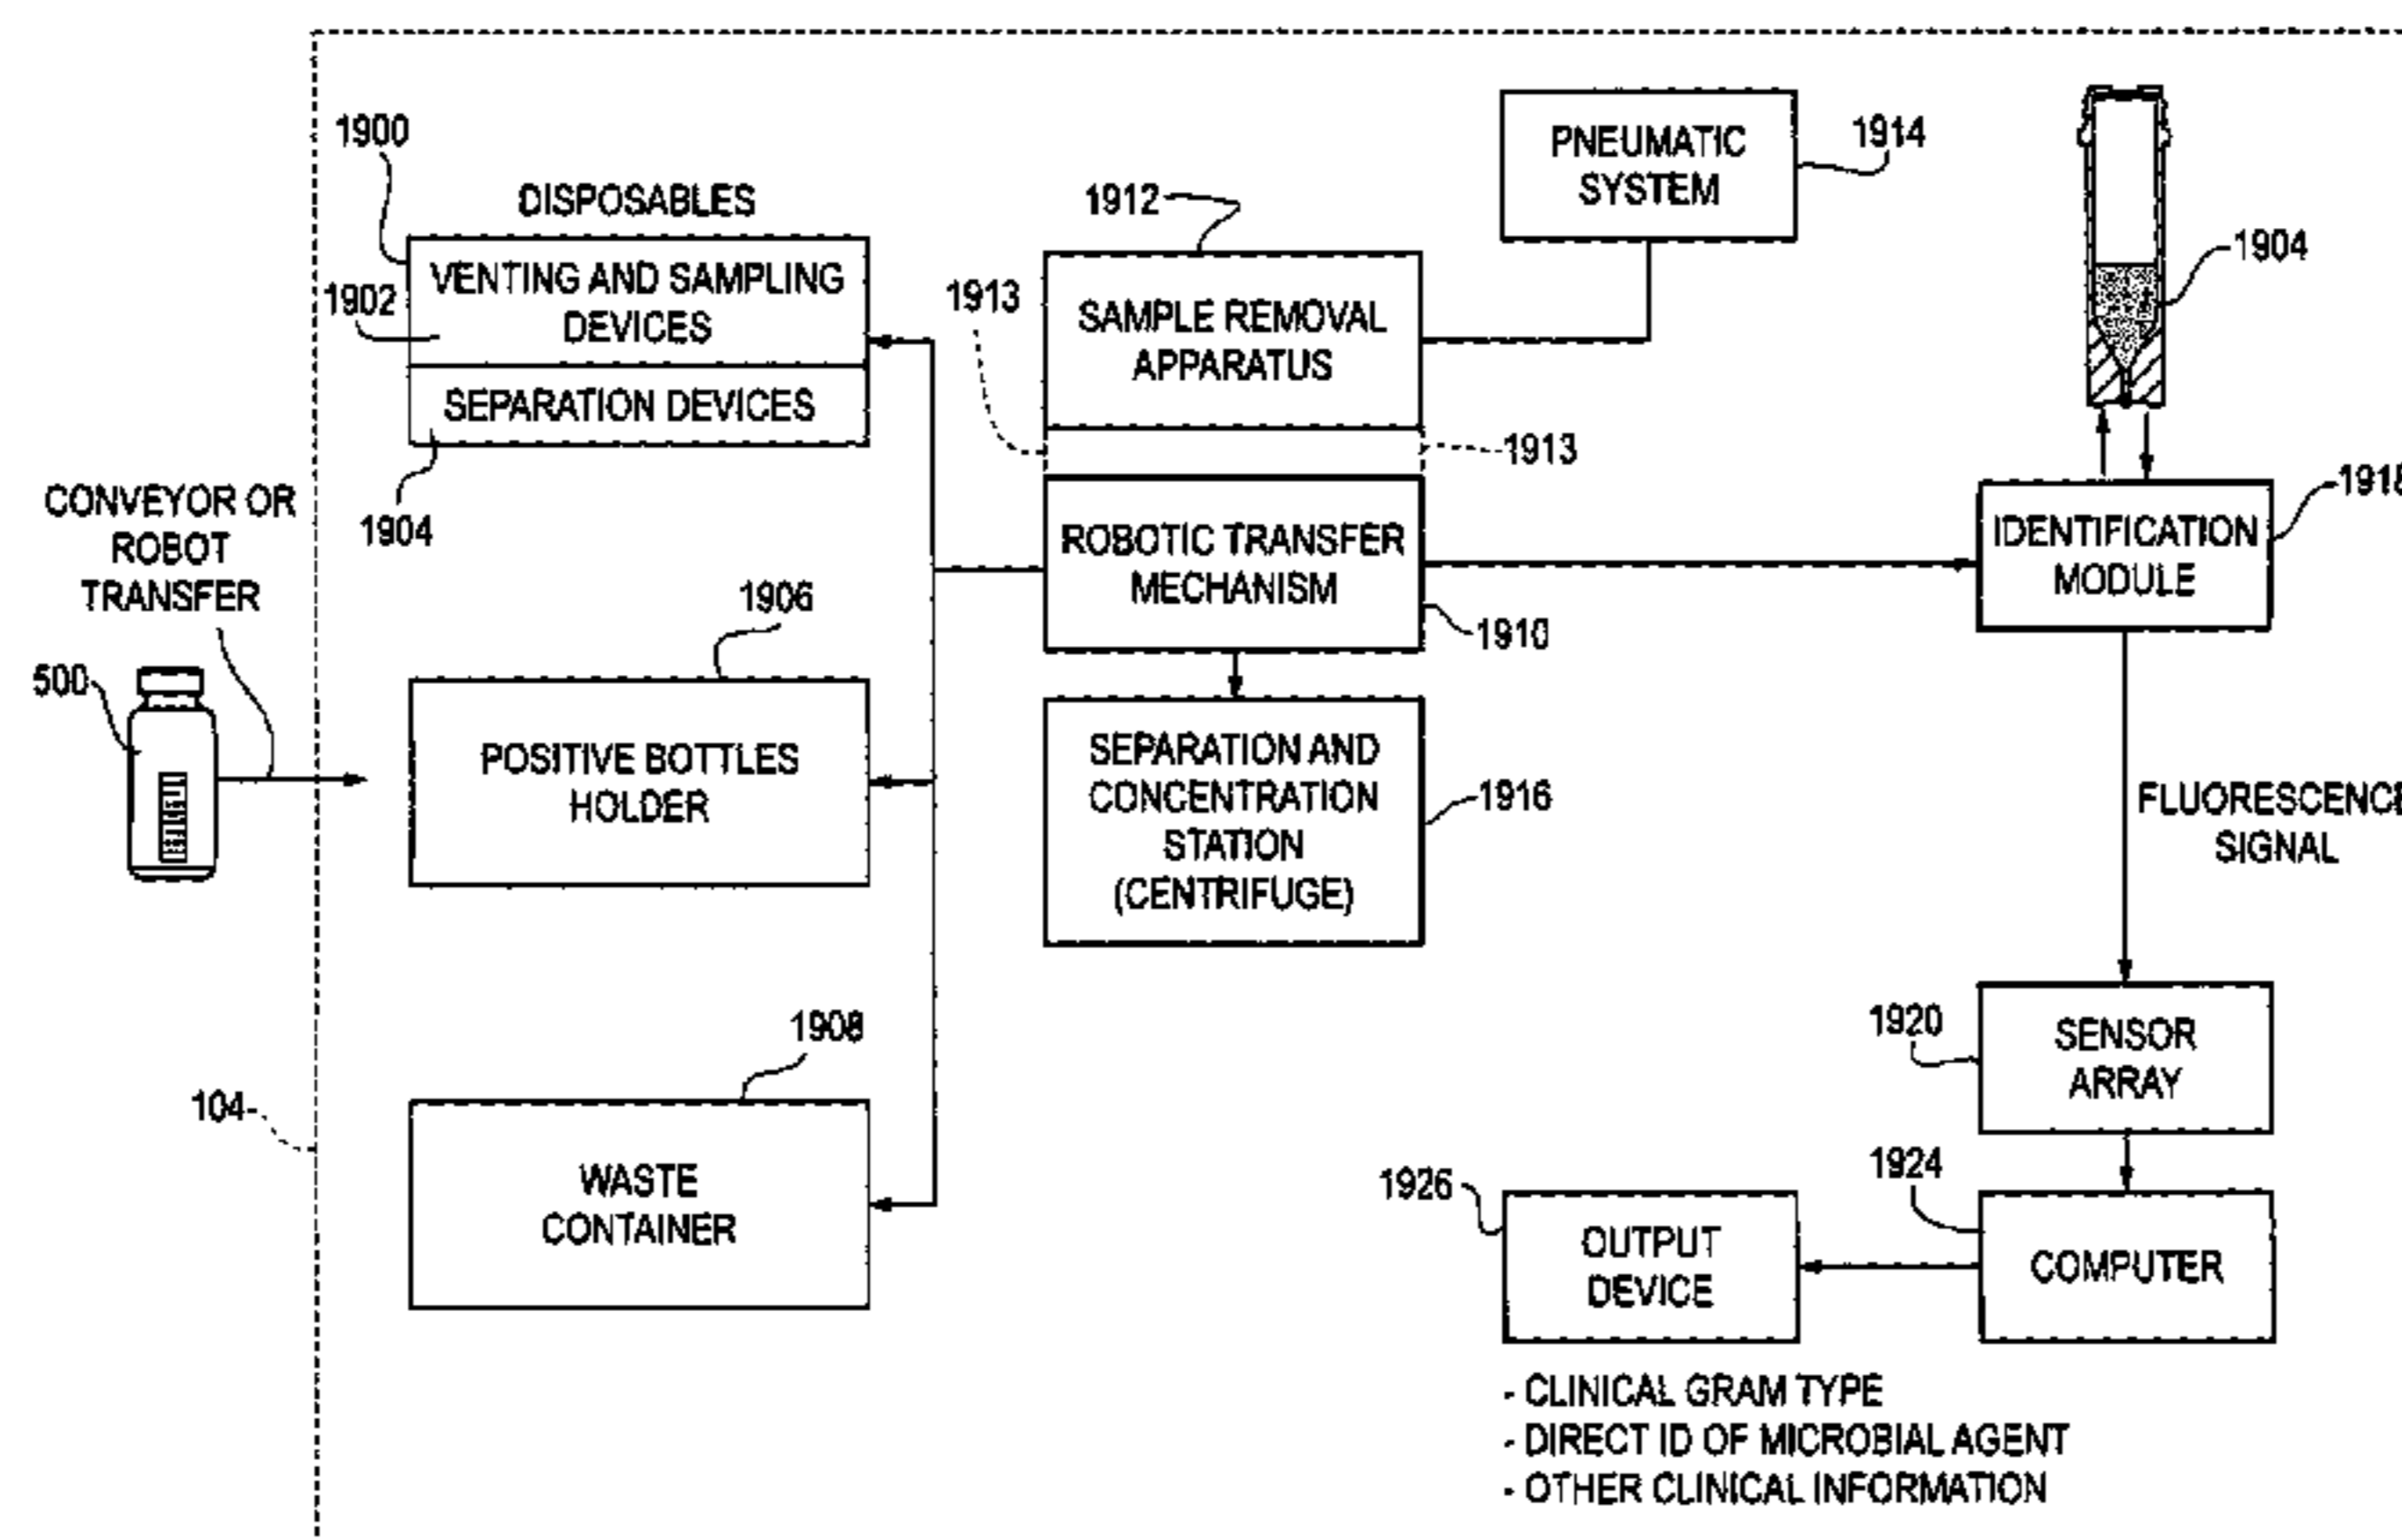 1900
DISPOSABLES
VENTING AND SAMPLING
DEVICES
1902
SEPARATION DEVICES
1904
CONVEYOR OR
ROBOT
TRANSFER
500
1906
POSITIVE BOTTLES
HOLDER
1908
WASTE
CONTAINER
104
1912
SAMPLE REMOVAL
APPARATUS
1913
1913
PNEUMATIC
SYSTEM
1914
ROBOTIC TRANSFER
MECHANISM
1910
SEPARATION AND
CONCENTRATION
STATION
(CENTRIFUGE)
1916
1904
IDENTIFICATION
MODULE
FLUORESCENCE
SIGNAL
1920
SENSOR
ARRAY
1924
COMPUTER
1926
OUTPUT
DEVICE
- CLINICAL GRAM TYPE
- DIRECT ID OF MICROBIAL AGENT
- OTHER CLINICAL INFORMATION